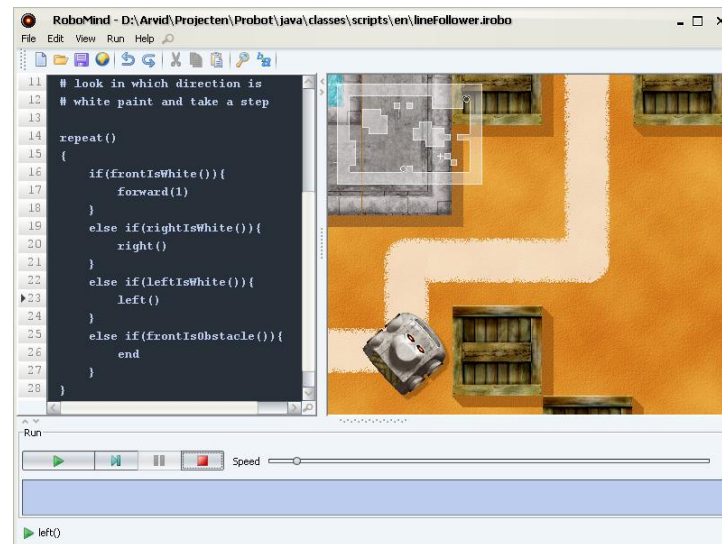 RoboMind - D:\Arvid\Projecten\Probot\java\classes\scripts\en\lineFollower.irobo
File Edit View Run Help
11 # look in which direction is
12 # white paint and take a step
13
14 repeat()
15 {
16 if(frontIsWhite()){
17 forward(1)
18 }
19 else if(rightIsWhite()){
20 right()
21 }
22 else if(leftIsWhite()){
23 left()
24 }
25 else if(frontIsObstacle()){
26 end
27 }
28 }
Run
Speed
left()